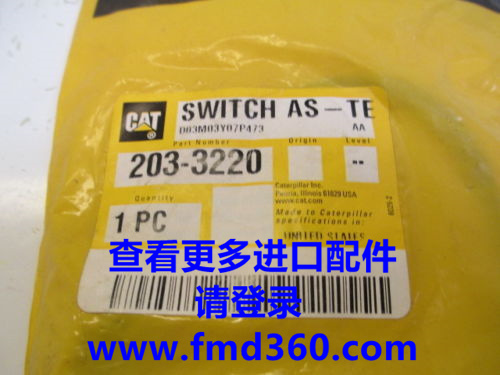 CAT
SWITCH AS-TE
D03M03Y07P473
AA
Part Number
Origin
Level
203-3220
--
Quantity
1 PC
Caterpillar Inc.
Peoria, Illinois 61629 USA
www.cat.com
Made to Caterpillar
specifications in:
UNITED STATES
查看更多进口配件
请登录
www.fmd360.com